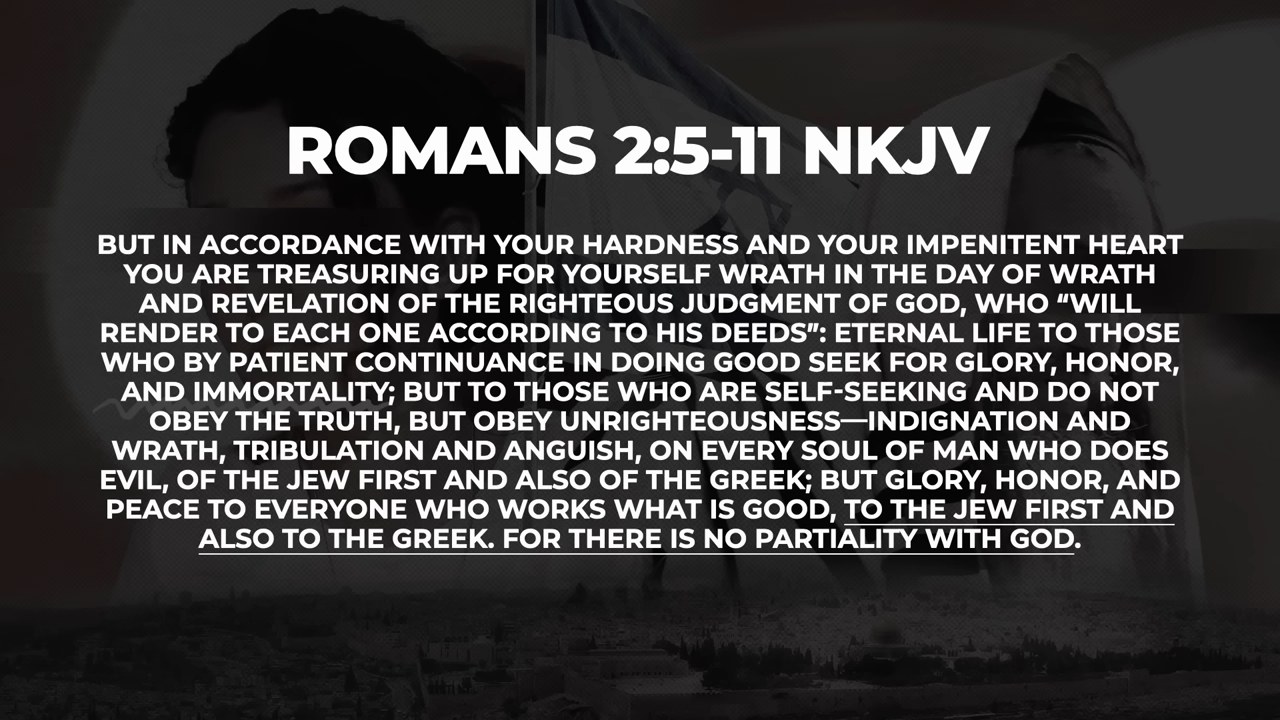 ROMANS 2:5-11 NKJV
BUT IN ACCORDANCE WITH YOUR HARDNESS AND YOUR IMPENITENT HEART
YOU ARE TREASURING UP FOR YOURSELF WRATH IN THE DAY OF WRATH
AND REVELATION OF THE RIGHTEOUS JUDGMENT OF GOD, WHO “WILL
RENDER TO EACH ONE ACCORDING TO HIS DEEDS”: ETERNAL LIFE TO THOSE
WHO BY PATIENT CONTINUANCE IN DOING GOOD SEEK FOR GLORY, HONOR,
AND IMMORTALITY; BUT TO THOSE WHO ARE SELF-SEEKING AND DO NOT
OBEY THE TRUTH, BUT OBEY UNRIGHTEOUSNESS—INDIGNATION AND
WRATH, TRIBULATION AND ANGUISH, ON EVERY SOUL OF MAN WHO DOES
EVIL, OF THE JEW FIRST AND ALSO OF THE GREEK; BUT GLORY, HONOR, AND
PEACE TO EVERYONE WHO WORKS WHAT IS GOOD, TO THE JEW FIRST AND
ALSO TO THE GREEK. FOR THERE IS NO PARTIALITY WITH GOD.